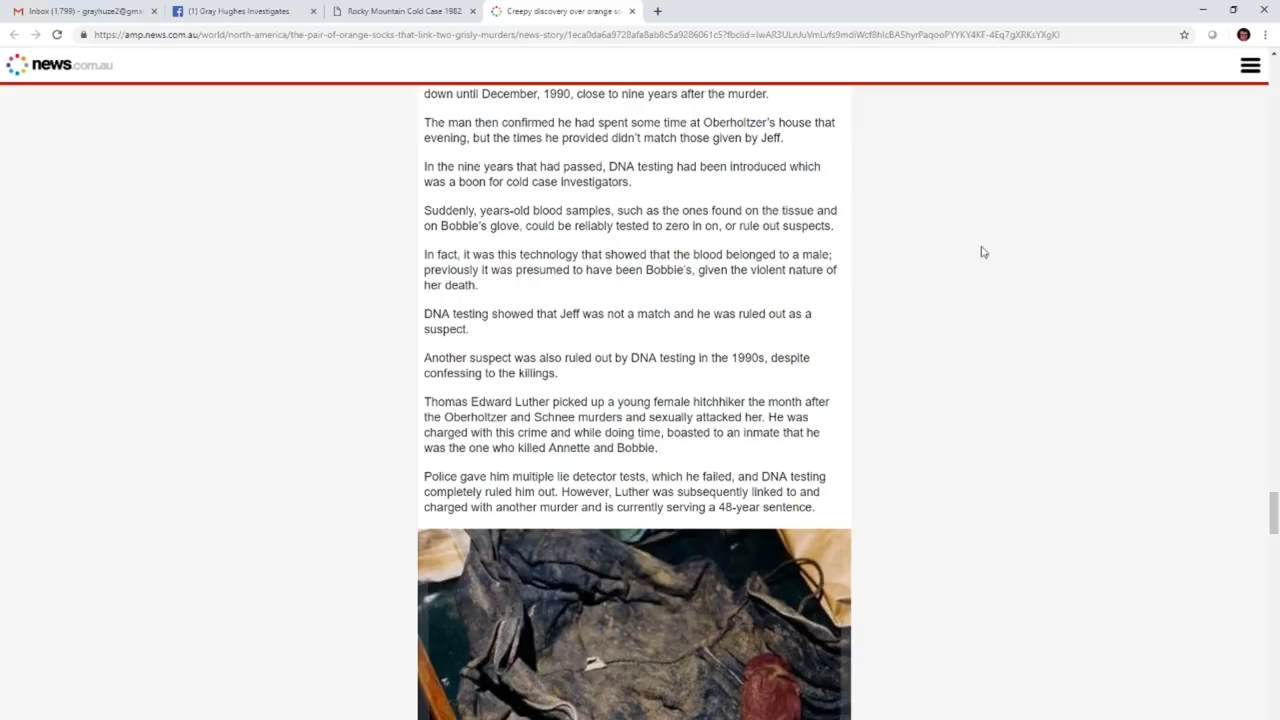 Inbox (1,799) - grayhuze2@gmx
(1) Gray Hughes Investigates
Rocky Mountain Cold Case 1982
Creepy discovery over orange so
https://amp.news.com.au/world/north-america/the-pair-of-orange-socks-that-link-two-grisly-murders/news-story/
news.com.au
down until December, 1990, close to nine years after the murder.
The man then confirmed he had spent some time at Oberholtzer's house that
evening, but the times he provided didn't match those given by Jeff.
In the nine years that had passed, DNA testing had been introduced which
was a boon for cold case investigators.
Suddenly, years-old blood samples, such as the ones found on the tissue and
on Bobbie's glove, could be reliably tested to zero in on, or rule out suspects.
In fact, it was this technology that showed that the blood belonged to a male;
previously it was presumed to have been Bobbie's, given the violent nature of
her death.
DNA testing showed that Jeff was not a match and he was ruled out as a
suspect.
Another suspect was also ruled out by DNA testing in the 1990s, despite
confessing to the killings.
Thomas Edward Luther picked up a young female hitchhiker the month after
the Oberholtzer and Schnee murders and sexually attacked her. He was
charged with this crime and while doing time, boasted to an inmate that he
was the one who killed Annette and Bobbie.
Police gave him multiple lie detector tests, which he failed, and DNA testing
completely ruled him out. However, Luther was subsequently linked to and
charged with another murder and is currently serving a 48-year sentence.